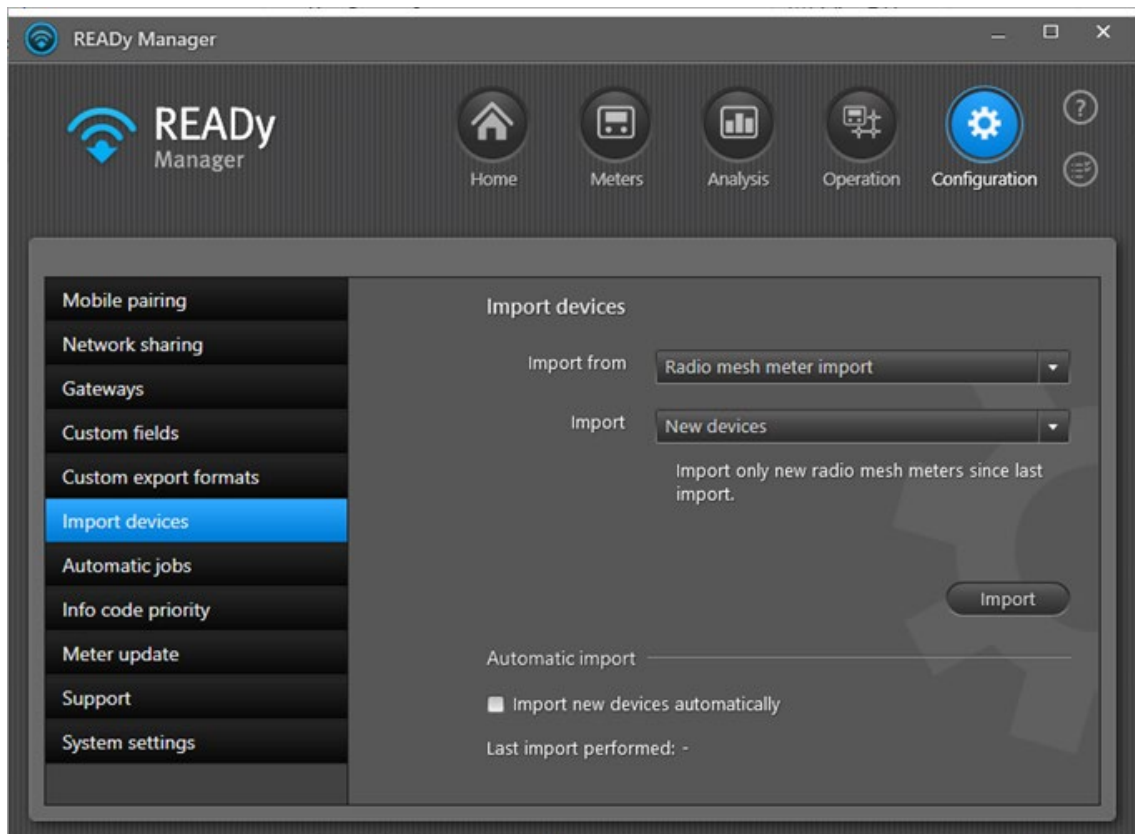 READy Manager
READy
Manager
Home
Meters
Analysis
Operation
Configuration
?
Mobile pairing
Network sharing
Gateways
Custom fields
Custom export formats
Import devices
Automatic jobs
Info code priority
Meter update
Support
System settings
Import devices
Import from
Radio mesh meter import
Import
New devices
Import only new radio mesh meters since last
import.
Import
Automatic import
Import new devices automatically
Last import performed: -